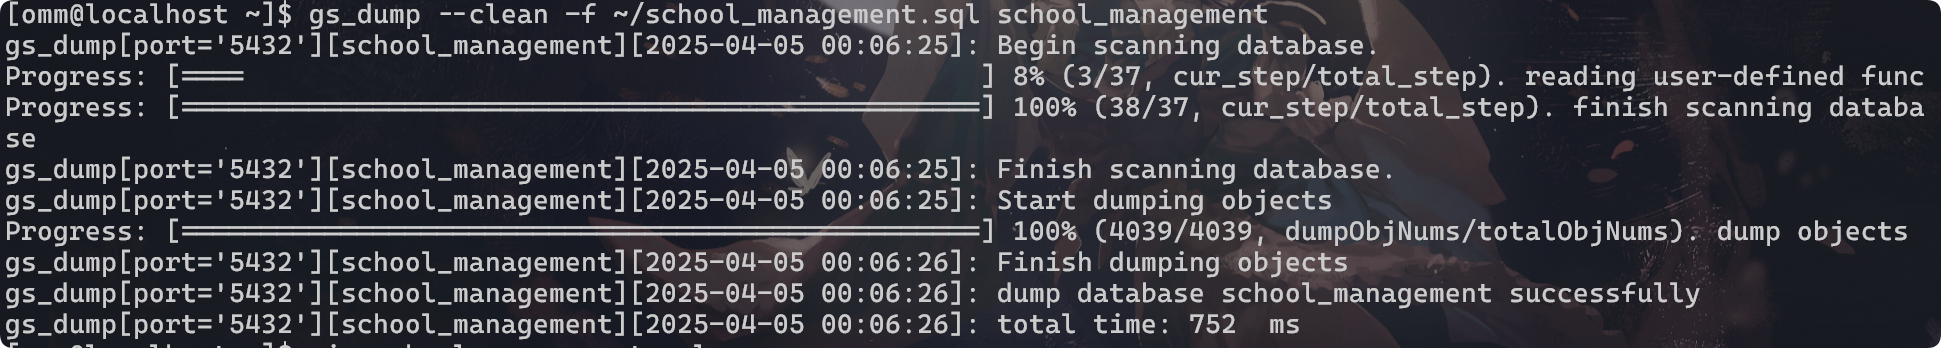 [omm@localhost ~]$ gs_dump --clean -f ~/school_management.sql school_management
gs_dump[port='5432'][school_management][2025-04-05 00:06:25]: Begin scanning database.
Progress: [====                                              ] 8% (3/37, cur_step/total_step). reading user-defined func
Progress: [==================================================] 100% (38/37, cur_step/total_step). finish scanning databa
se
gs_dump[port='5432'][school_management][2025-04-05 00:06:25]: Finish scanning database.
gs_dump[port='5432'][school_management][2025-04-05 00:06:25]: Start dumping objects
Progress: [==================================================] 100% (4039/4039, dumpObjNums/totalObjNums). dump objects
gs_dump[port='5432'][school_management][2025-04-05 00:06:26]: Finish dumping objects
gs_dump[port='5432'][school_management][2025-04-05 00:06:26]: dump database school_management successfully
gs_dump[port='5432'][school_management][2025-04-05 00:06:26]: total time: 752  ms